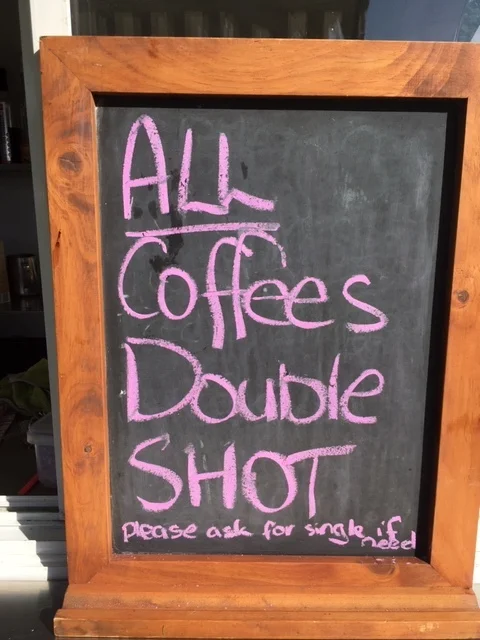 ALL
Coffees
Double
SHOT
please ask for single if
need